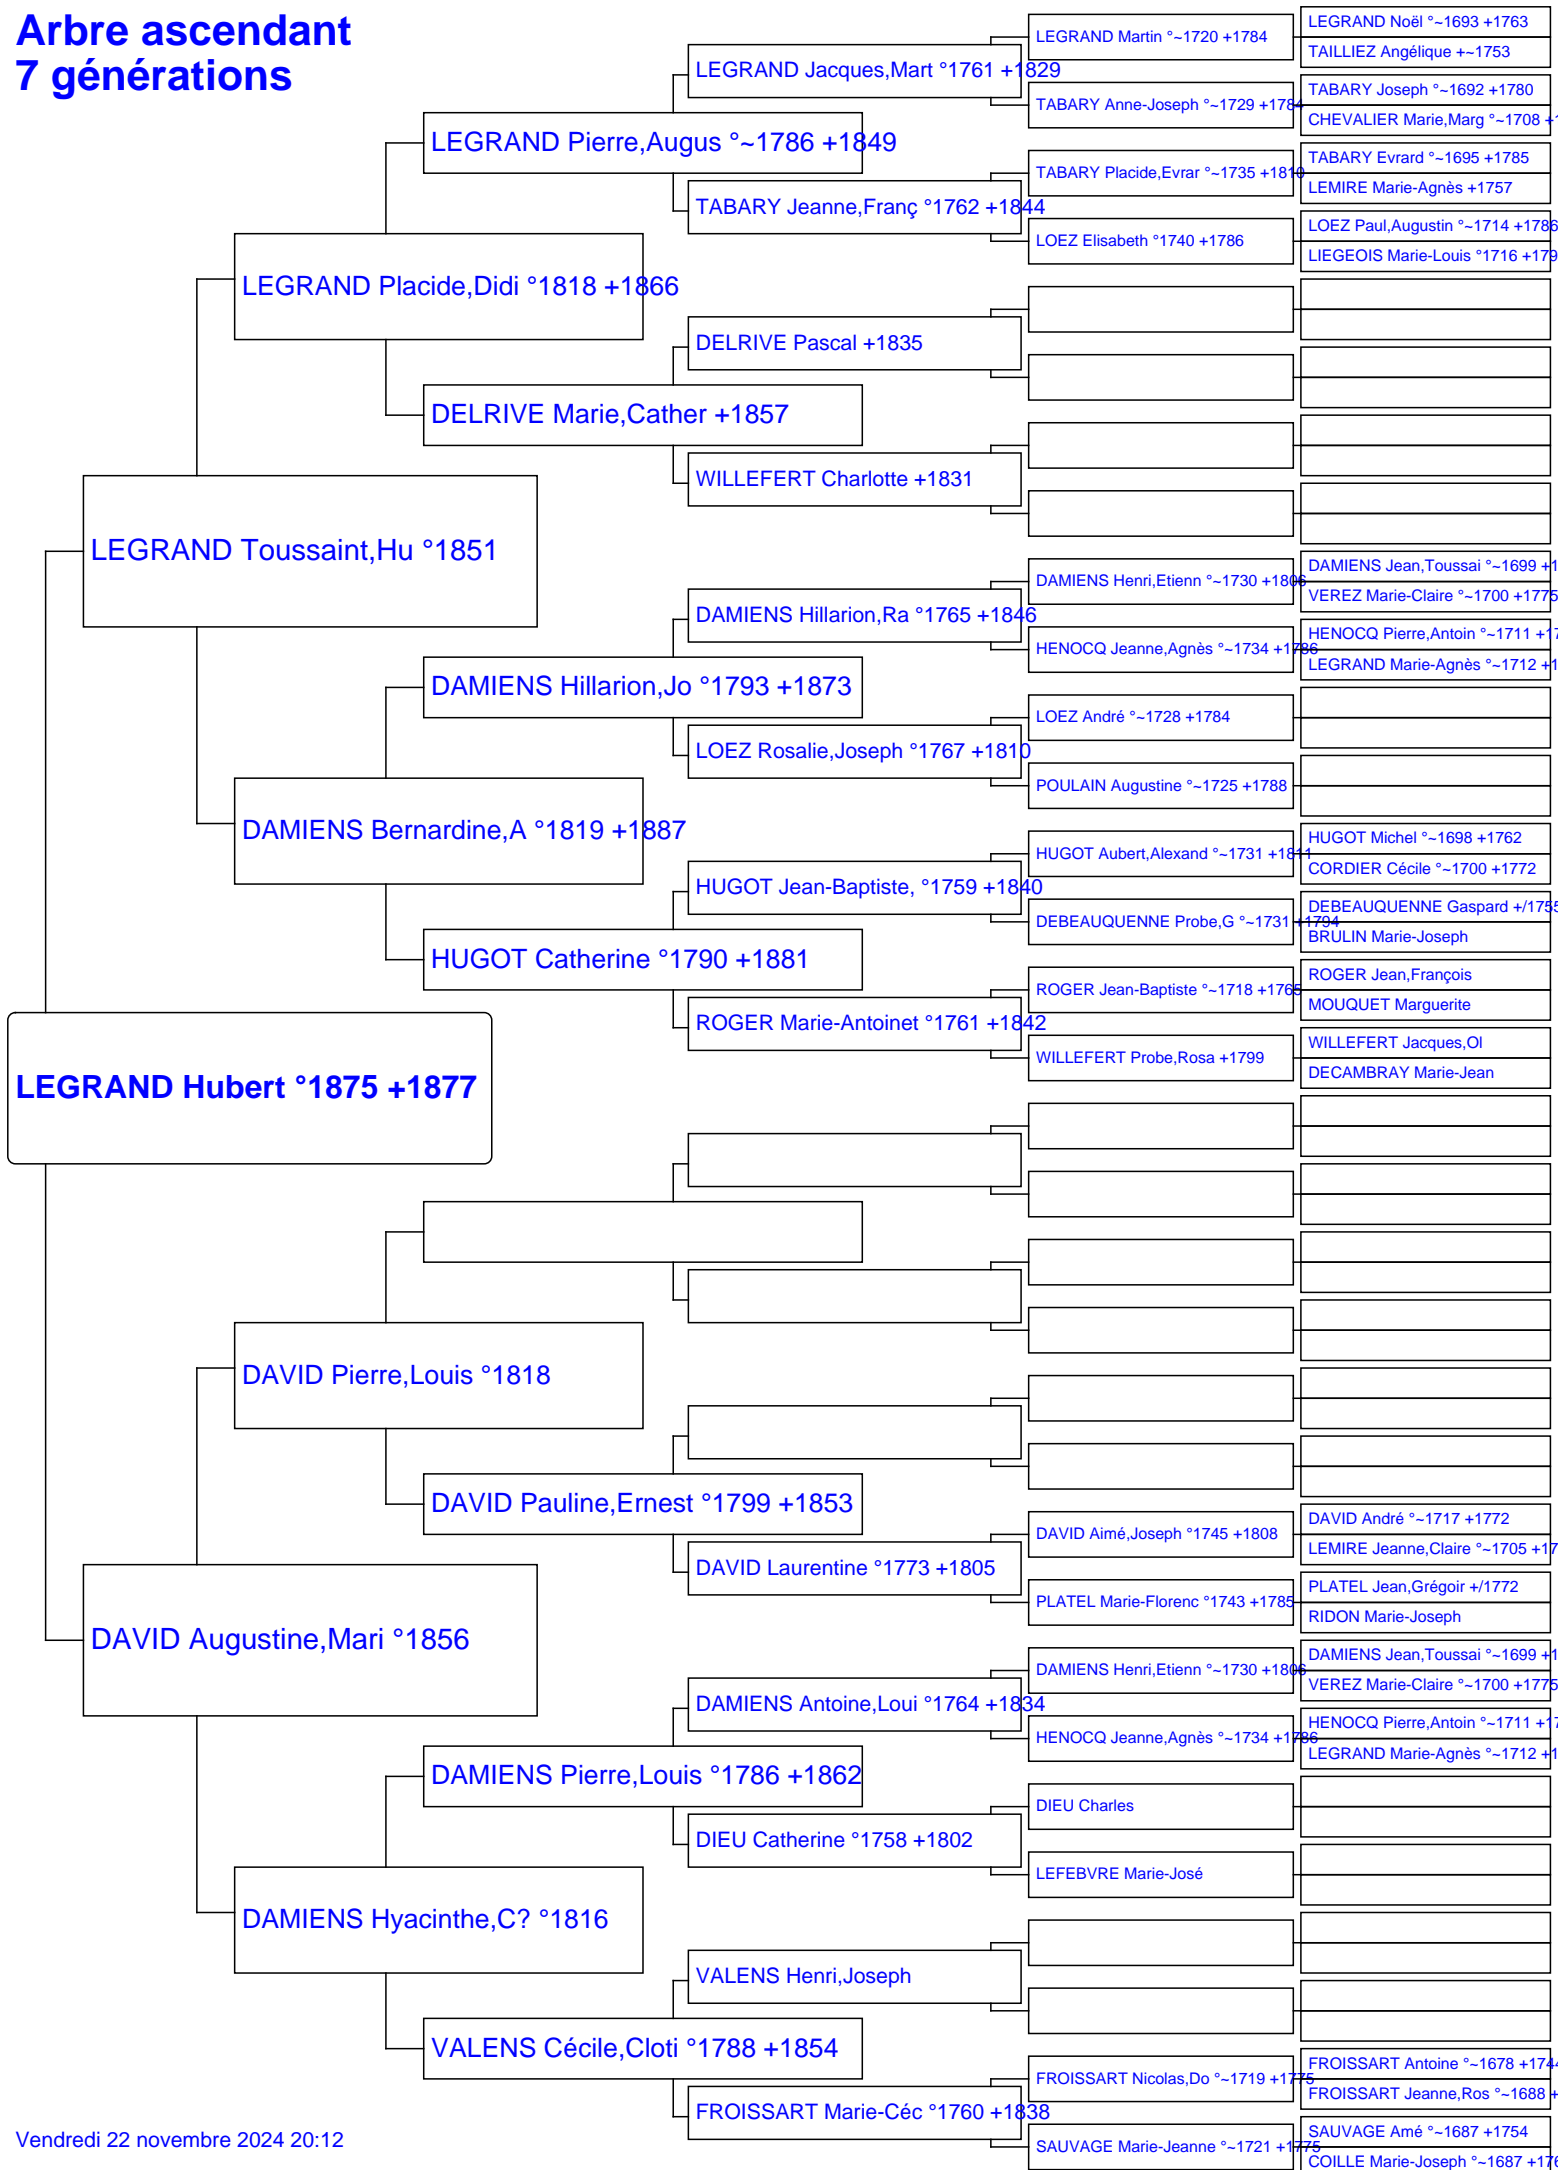 Arbre ascendant
7 générations
LEGRAND Hubert °1875 +1877
LEGRAND Toussaint,Hu °1851
DAVID Augustine,Mari °1856
LEGRAND Placide,Didi °1818 +1866
DAMIENS Bernardine,A °1819 +1887
DAVID Pierre,Louis °1818
DAMIENS Hyacinthe,C? °1816
LEGRAND Pierre,Augus °~1786 +1849
DELRIVE Marie,Cather +1857
DAMIENS Hillarion,Jo °1793 +1873
HUGOT Catherine °1790 +1881
DAVID Pauline,Ernest °1799 +1853
DAMIENS Pierre,Louis °1786 +1862
VALENS Cécile,Cloti °1788 +1854
LEGRAND Jacques,Mart °1761 +1829
TABARY Jeanne,Franç °1762 +1844
DELRIVE Pascal +1835
WILLEFERT Charlotte +1831
DAMIENS Hillarion,Ra °1765 +1846
LOEZ Rosalie,Joseph °1767 +1810
HUGOT Jean-Baptiste, °1759 +1840
ROGER Marie-Antoinet °1761 +1842
DAVID Laurentine °1773 +1805
DAMIENS Antoine,Loui °1764 +1834
DIEU Catherine °1758 +1802
VALENS Henri,Joseph
FROISSART Marie-Céc °1760 +1838
LEGRAND Martin °~1720 +1784
TABARY Anne-Joseph °~1729 +1784
TABARY Placide,Evrar °~1735 +1810
LOEZ Elisabeth °1740 +1786
DAMIENS Henri,Etienn °~1730 +1806
HENOCQ Jeanne,Agnès °~1734 +1786
LOEZ André °~1728 +1784
POULAIN Augustine °~1725 +1788
HUGOT Aubert,Alexand °~1731 +1811
DEBEAUQUENNE Probe,G °~1731 +1794
ROGER Jean-Baptiste °~1718 +1765
WILLEFERT Probe,Rosa +1799
DAVID Aimé,Joseph °1745 +1808
PLATEL Marie-Florenc °1743 +1785
DAMIENS Henri,Etienn °~1730 +1806
HENOCQ Jeanne,Agnès °~1734 +1786
DIEU Charles
LEFEBVRE Marie-José
FROISSART Nicolas,Do °~1719 +1775
SAUVAGE Marie-Jeanne °~1721 +1775
LEGRAND Noël °~1693 +1763
TAILLIEZ Angélique +~1753
TABARY Joseph °~1692 +1780
CHEVALIER Marie,Marg °~1708 +1
TABARY Evrard °~1695 +1785
LEMIRE Marie-Agnès +1757
LOEZ Paul,Augustin °~1714 +1786
LIEGEOIS Marie-Louis °1716 +179
DAMIENS Jean,Toussai °~1699 +1
VEREZ Marie-Claire °~1700 +1775
HENOCQ Pierre,Antoin °~1711 +17
LEGRAND Marie-Agnès °~1712 +1
HUGOT Michel °~1698 +1762
CORDIER Cécile °~1700 +1772
DEBEAUQUENNE Gaspard +/1755
BRULIN Marie-Joseph
ROGER Jean,François
MOUQUET Marguerite
WILLEFERT Jacques,Ol
DECAMBRAY Marie-Jean
DAVID André °~1717 +1772
LEMIRE Jeanne,Claire °~1705 +17
PLATEL Jean,Grégoir +/1772
RIDON Marie-Joseph
DAMIENS Jean,Toussai °~1699 +1
VEREZ Marie-Claire °~1700 +1775
HENOCQ Pierre,Antoin °~1711 +17
LEGRAND Marie-Agnès °~1712 +1
FROISSART Antoine °~1678 +1744
FROISSART Jeanne,Ros °~1688 +
SAUVAGE Amé °~1687 +1754
COILLE Marie-Joseph °~1687 +176
Vendredi 22 novembre 2024 20:12